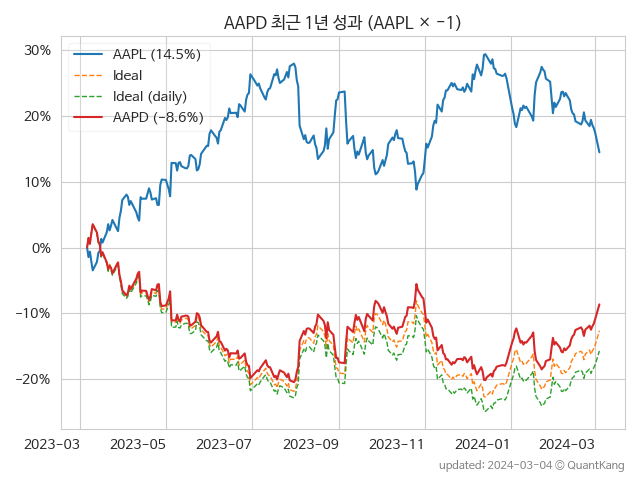 AAPD 최근 1년 성과 (AAPL × −1)
AAPL (14.5%)
Ideal
Ideal (daily)
AAPD (−8.6%)
30%
20%
10%
0%
−10%
−20%
2023-03 2023-05 2023-07 2023-09 2023-11 2024-01 2024-03
updated: 2024-03-04 © QuantKang